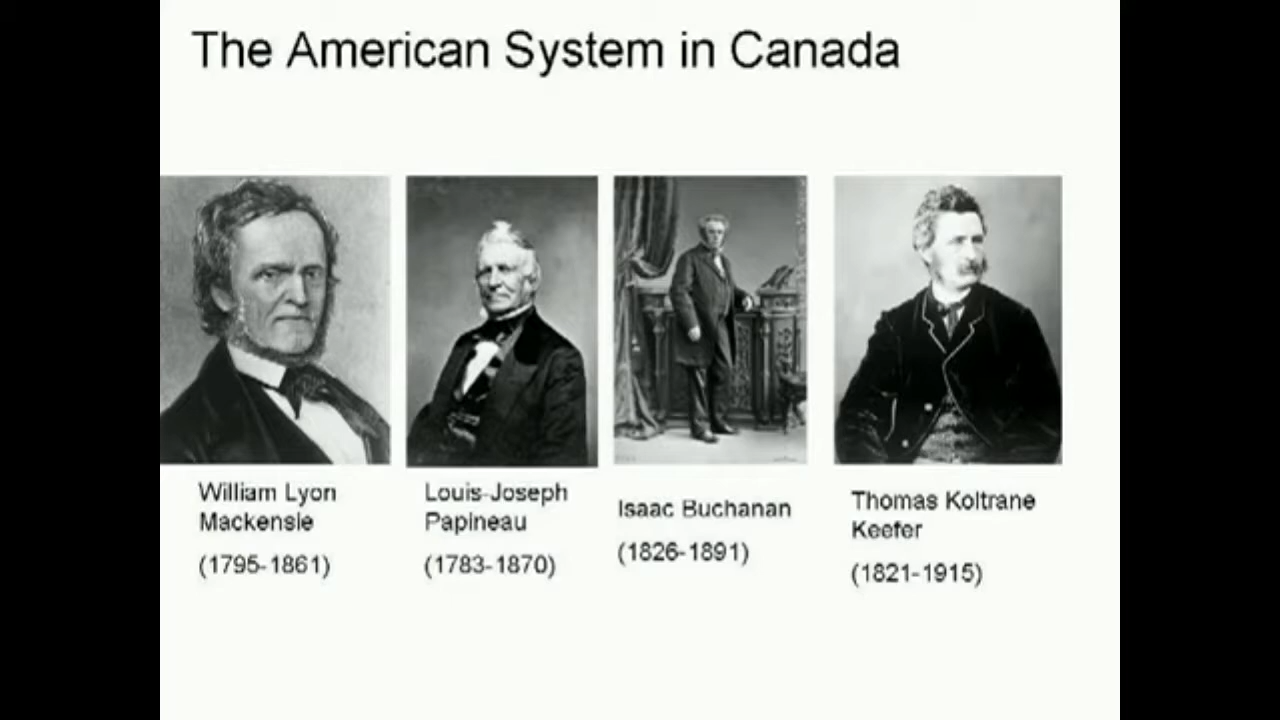 The American System in Canada
William Lyon
Mackensie
(1795-1861)
Louis-Joseph
Papineau
(1783-1870)
Isaac Buchanan
(1826-1891)
Thomas Koltrane
Keefer
(1821-1915)